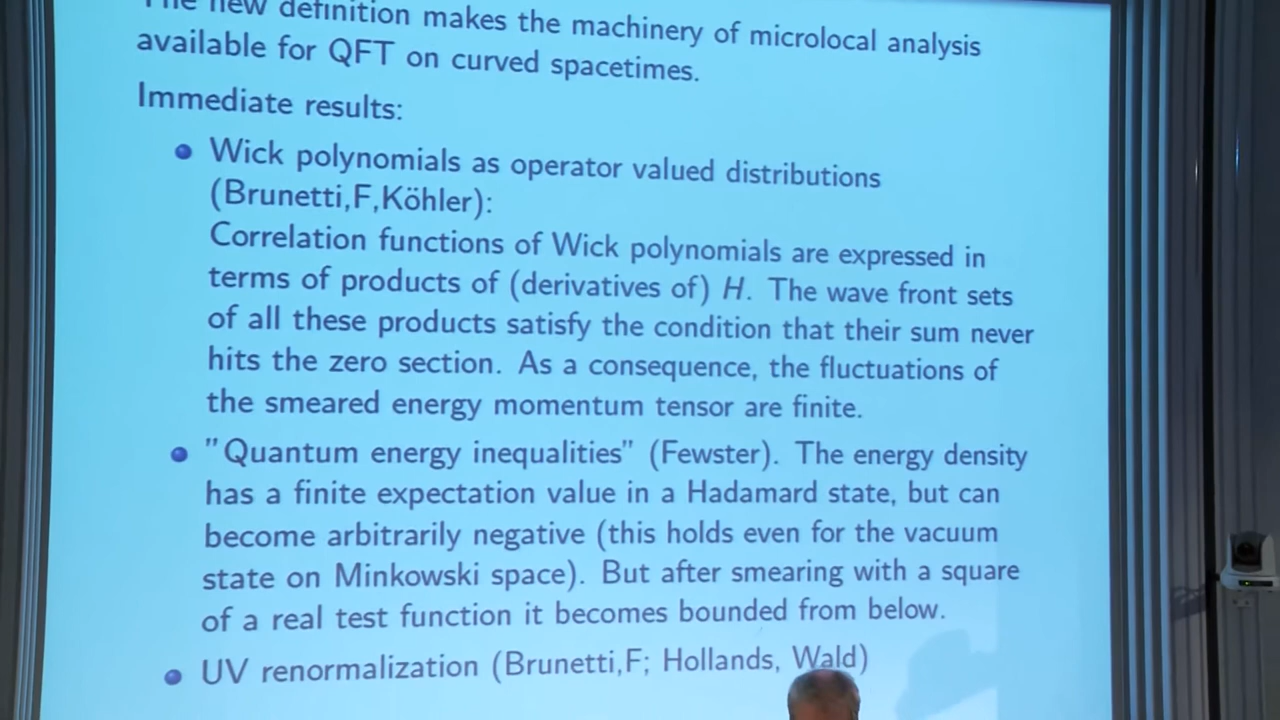 The new definition makes the machinery of microlocal analysis
available for QFT on curved spacetimes.
Immediate results:
Wick polynomials as operator valued distributions
(Brunetti,F,Köhler):
Correlation functions of Wick polynomials are expressed in
terms of products of (derivatives of) H. The wave front sets
of all these products satisfy the condition that their sum never
hits the zero section. As a consequence, the fluctuations of
the smeared energy momentum tensor are finite.
"Quantum energy inequalities" (Fewster). The energy density
has a finite expectation value in a Hadamard state, but can
become arbitrarily negative (this holds even for the vacuum
state on Minkowski space). But after smearing with a square
of a real test function it becomes bounded from below.
UV renormalization (Brunetti,F; Hollands, Wald)